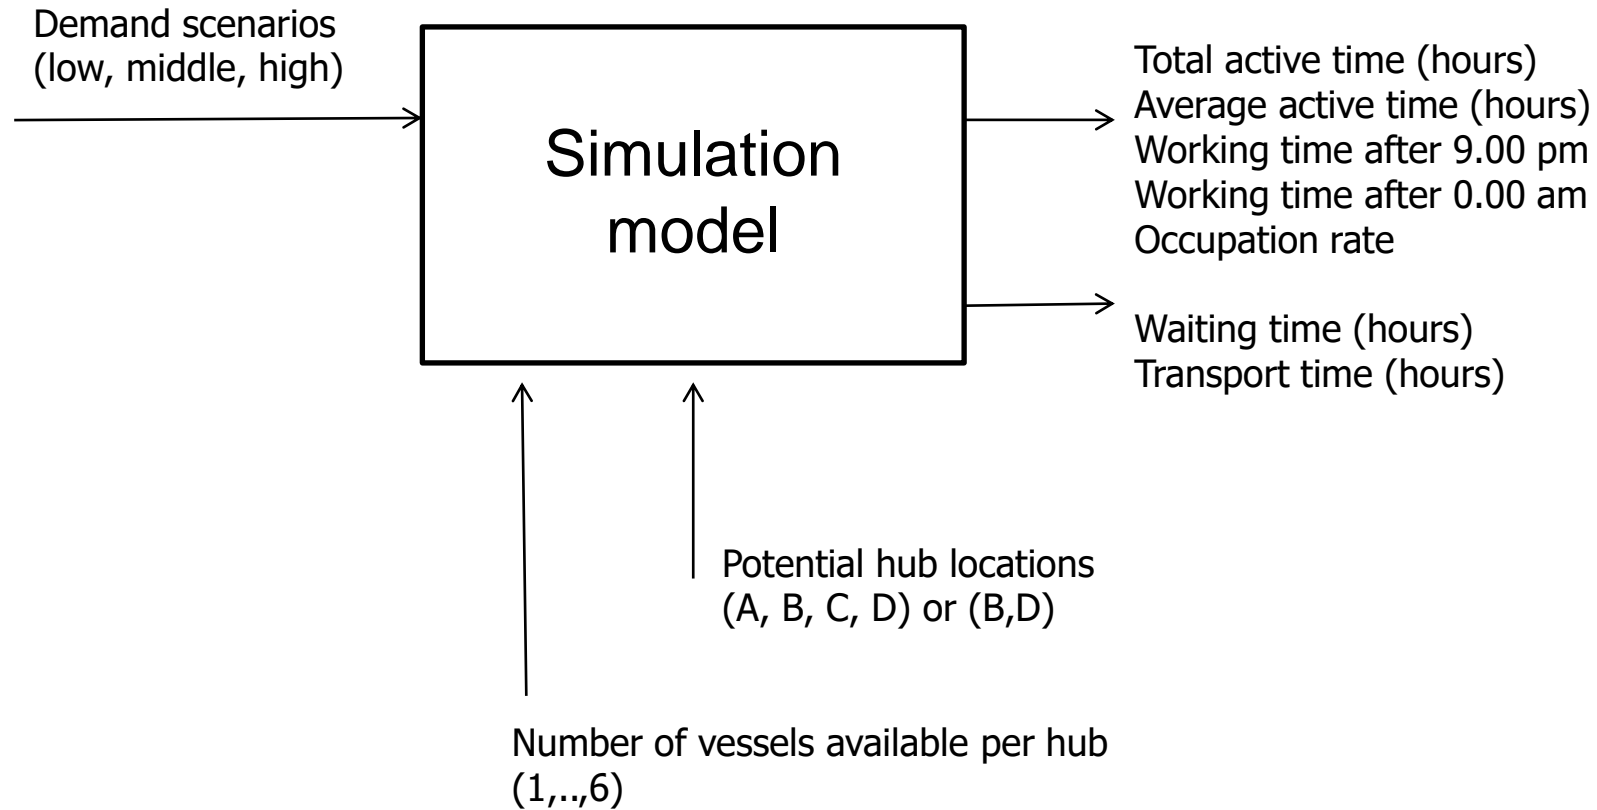 Demand scenarios
(low, middle, high)
Simulation
model
Total active time (hours)
Average active time (hours)
Working time after 9.00 pm
Working time after 0.00 am
Occupation rate
Waiting time (hours)
Transport time (hours)
Potential hub locations
(A, B, C, D) or (B,D)
Number of vessels available per hub
(1,..,6)